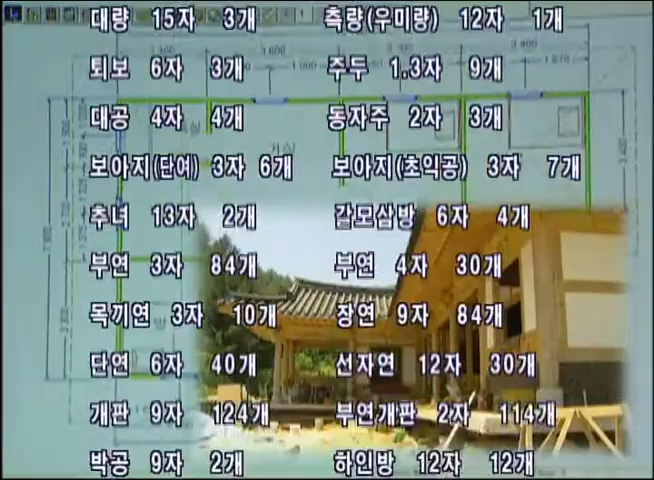 대량 15자 3개 측량(우미량) 12자 1개
퇴보 6자 3개 주두 1.3자 9개
대공 4자 4개 동자주 2자 3개
보아지(단여) 3자 6개 보아지(초익공) 3자 7개
추녀 13자 2개 갈모삼방 6자 4개
부연 3자 84개 부연 4자 30개
목끼연 3자 10개 장연 9자 84개
단연 6자 40개 선자연 12자 30개
개판 9자 124개 부연개판 2자 114개
박공 9자 2개 하인방 12자 12개